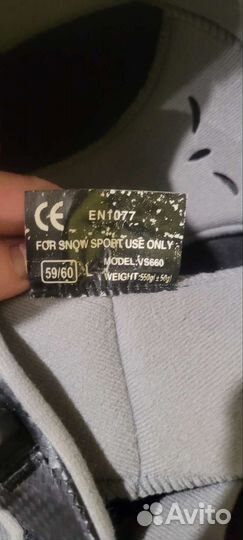 CE EN1077
FOR SNOW SPORT USE ONLY
MODEL:VS660
59/60 L WEIGHT:550g(±50g)
Avito